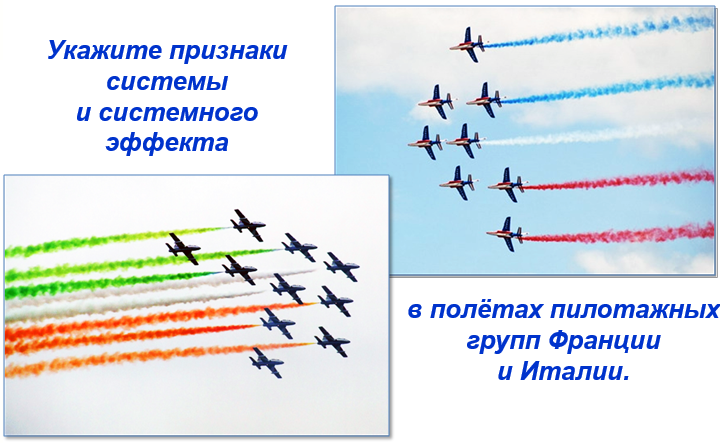 Укажите признаки
системы
и системного
эффекта
в полётах пилотажных
групп Франции
и Италии.